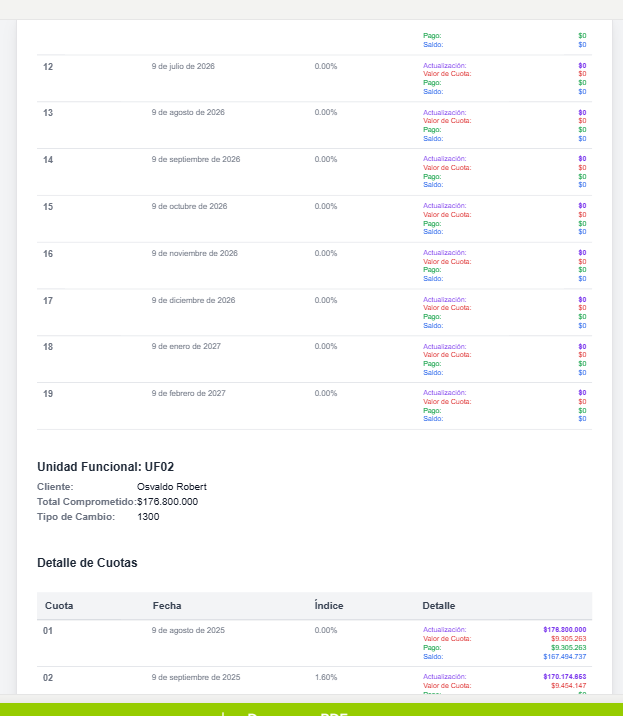 Pago: $0
Saldo: $0
12 9 de julio de 2026 0.00% Actualización: $0
Valor de Cuota: $0
Pago: $0
Saldo: $0
13 9 de agosto de 2026 0.00% Actualización: $0
Valor de Cuota: $0
Pago: $0
Saldo: $0
14 9 de septiembre de 2026 0.00% Actualización: $0
Valor de Cuota: $0
Pago: $0
Saldo: $0
15 9 de octubre de 2026 0.00% Actualización: $0
Valor de Cuota: $0
Pago: $0
Saldo: $0
16 9 de noviembre de 2026 0.00% Actualización: $0
Valor de Cuota: $0
Pago: $0
Saldo: $0
17 9 de diciembre de 2026 0.00% Actualización: $0
Valor de Cuota: $0
Pago: $0
Saldo: $0
18 9 de enero de 2027 0.00% Actualización: $0
Valor de Cuota: $0
Pago: $0
Saldo: $0
19 9 de febrero de 2027 0.00% Actualización: $0
Valor de Cuota: $0
Pago: $0
Saldo: $0
Unidad Funcional: UF02
Cliente: Osvaldo Robert
Total Comprometido:$176.800.000
Tipo de Cambio: 1300
Detalle de Cuotas
Cuota Fecha Índice Detalle
01 9 de agosto de 2025 0.00% Actualización: $176.800.000
Valor de Cuota: $9.305.263
Pago: $9.305.263
Saldo: $167.494.737
02 9 de septiembre de 2025 1.60% Actualización: $170.174.653
Valor de Cuota: $9.454.147